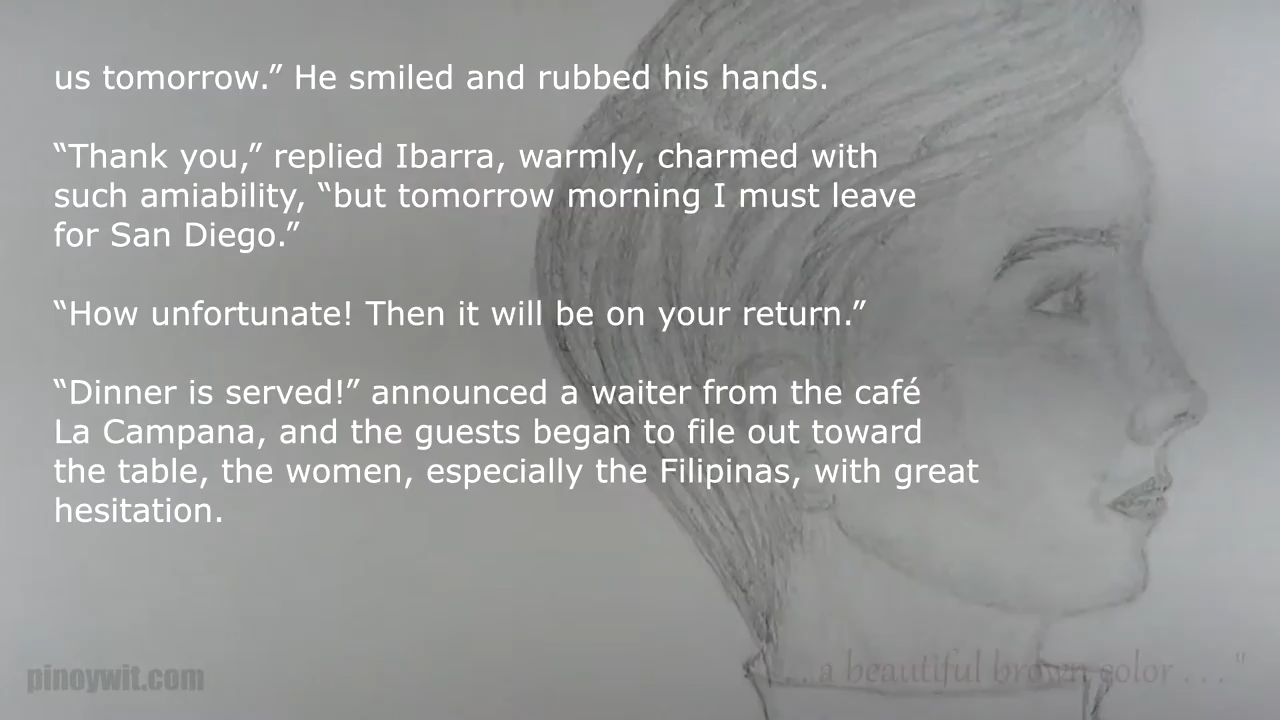 us tomorrow.” He smiled and rubbed his hands.
“Thank you,” replied Ibarra, warmly, charmed with
such amiability, “but tomorrow morning I must leave
for San Diego.”
“How unfortunate! Then it will be on your return.”
“Dinner is served!” announced a waiter from the café
La Campana, and the guests began to file out toward
the table, the women, especially the Filipinas, with great
hesitation.
. . a beautiful brown color . . . "
pinoywit.com